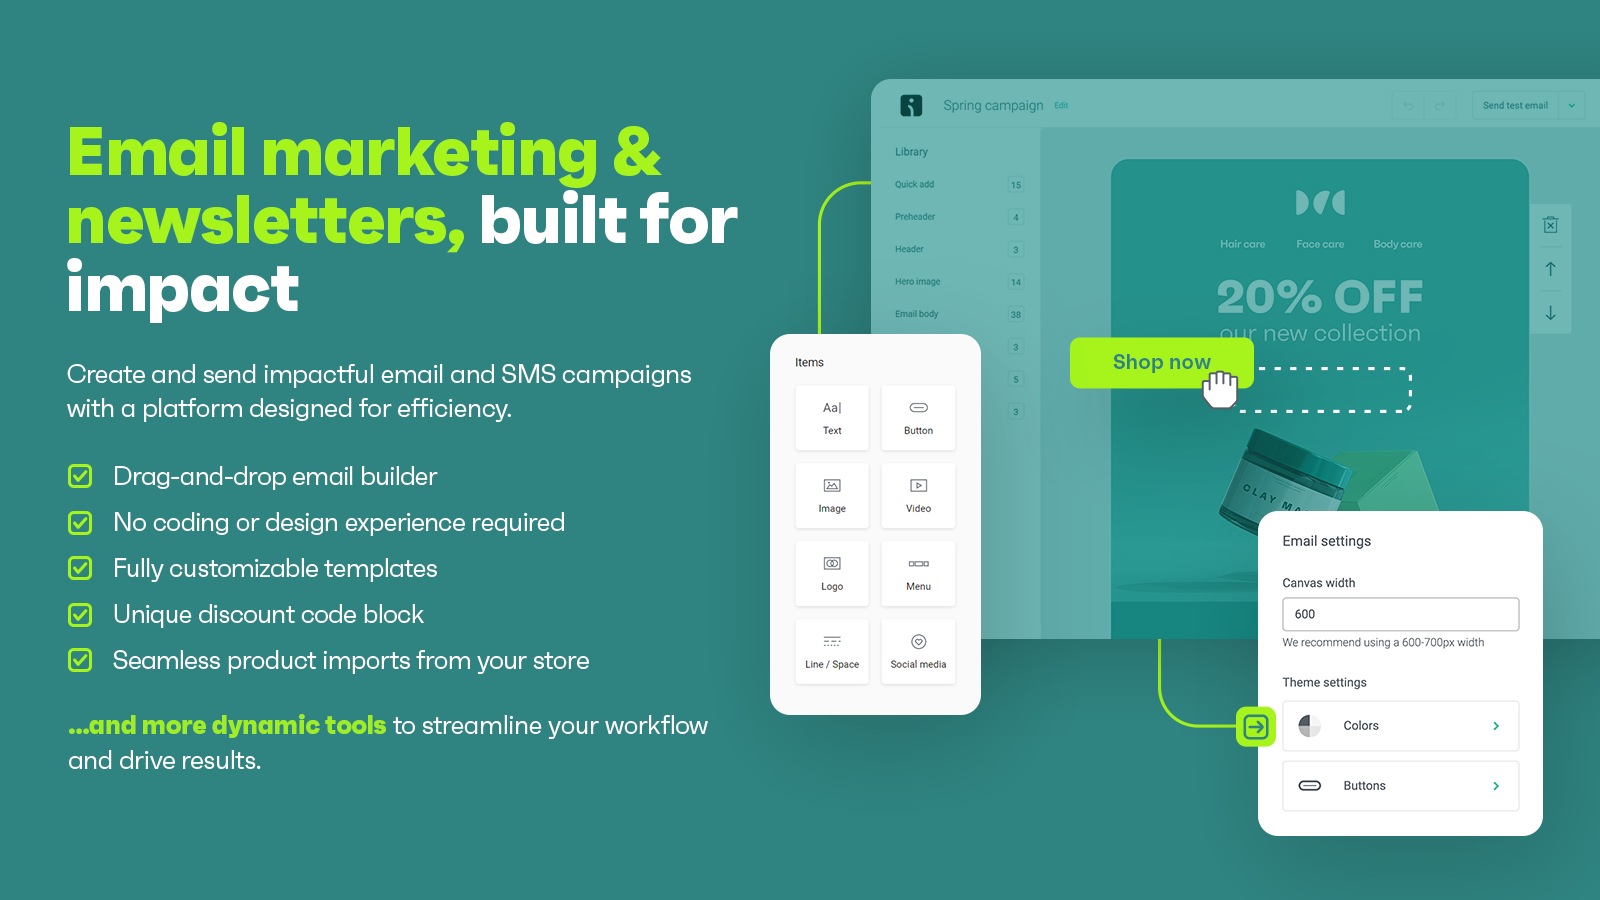 Email marketing &
newsletters, built for
impact
Create and send impactful email and SMS campaigns
with a platform designed for efficiency.
Drag-and-drop email builder
No coding or design experience required
Fully customizable templates
Unique discount code block
Seamless product imports from your store
...and more dynamic tools to streamline your workflow
and drive results.
Spring campaign Edit
Send test email
Library
Quick add 15
Preheader 4
Header 3
Hero image 14
Email body 38
3
5
3
Items
Aa|
Text
Button
Image
Video
Logo
Menu
Line / Space
Social media
Hair care Face care Body care
20% OFF
our new collection
Shop now
CLAY MA
Email settings
Canvas width
600
We recommend using a 600-700px width
Theme settings
Colors
Buttons